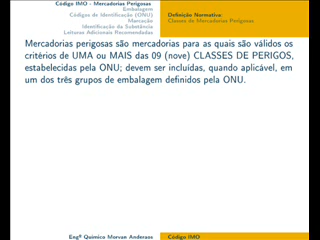 Código IMO - Mercadorias Perigosas
Embalagem
Códigos de Identificação (ONU)
Marcação
Identificação da Substância
Leituras Adicionais Recomendadas
Definição Normativa:
Classes de Mercadorias Perigosas
Mercadorias perigosas são mercadorias para as quais são válidos os
critérios de UMA ou MAIS das 09 (nove) CLASSES DE PERIGOS,
estabelecidas pela ONU; devem ser incluídas, quando aplicável, em
um dos três grupos de embalagem definidos pela ONU.
Engº Químico Morvan Anderaos
Código IMO